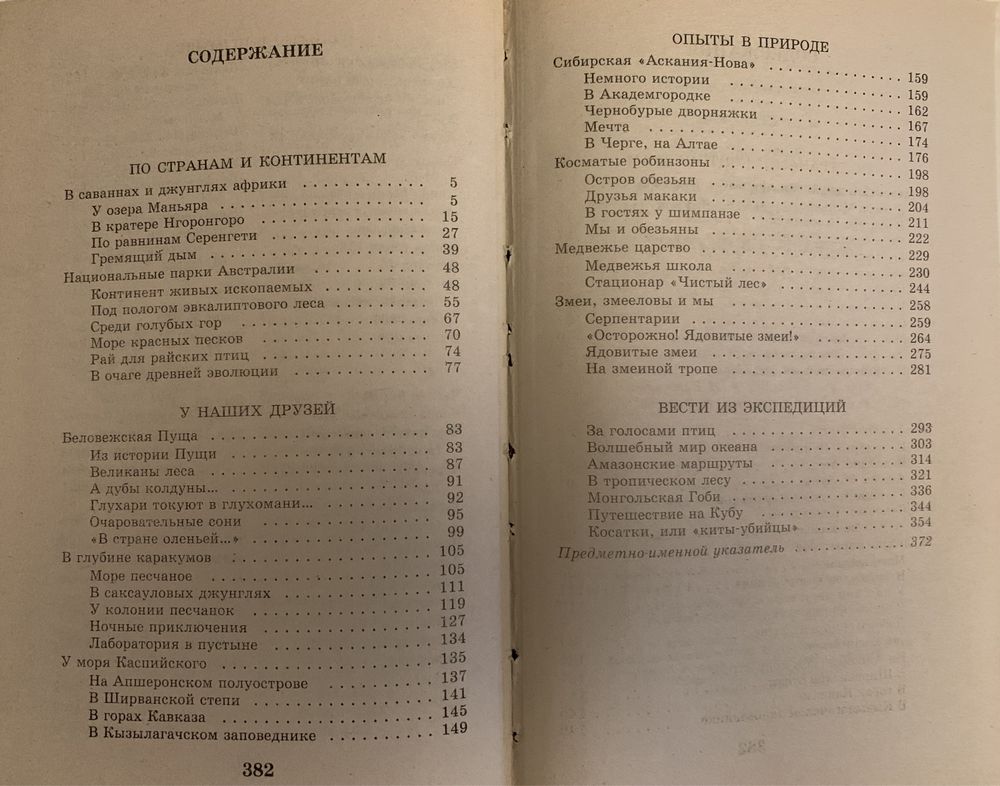 СОДЕРЖАНИЕ
ПО СТРАНАМ И КОНТИНЕНТАМ
В саваннах и джунглях африки . . . . . . . . . . . . 5
У озера Маньяра . . . . . . . . . . . . 5
В кратере Нгоронгоро . . . . . . . . . . . . 15
По равнинам Серенгети . . . . . . . . . . . . 27
Гремящий дым . . . . . . . . . . . . 39
Национальные парки Австралии . . . . . . . . . . . . 48
Континент живых ископаемых . . . . . . . . . . . . 48
Под пологом эвкалиптового леса . . . . . . . . . . . . 55
Среди голубых гор . . . . . . . . . . . . 67
Море красных песков . . . . . . . . . . . . 70
Рай для райских птиц . . . . . . . . . . . . 74
В очаге древней эволюции . . . . . . . . . . . . 77
У НАШИХ ДРУЗЕЙ
Беловежская Пуща . . . . . . . . . . . . 83
Из истории Пущи . . . . . . . . . . . . 83
Великаны леса . . . . . . . . . . . . 87
А дубы колдуны... . . . . . . . . . . . . 91
Глухари токуют в глухомани... . . . . . . . . . . . . 92
Очаровательные сони . . . . . . . . . . . . 95
«В стране оленьей...» . . . . . . . . . . . . 99
В глубине каракумов . . . . . . . . . . . . 105
Море песчаное . . . . . . . . . . . . 105
В саксауловых джунглях . . . . . . . . . . . . 111
У колонии песчанок . . . . . . . . . . . . 119
Ночные приключения . . . . . . . . . . . . 127
Лаборатория в пустыне . . . . . . . . . . . . 134
У моря Каспийского . . . . . . . . . . . . 135
На Апшеронском полуострове . . . . . . . . . . . . 137
В Ширванской степи . . . . . . . . . . . . 141
В горах Кавказа . . . . . . . . . . . . 145
В Кызылагачском заповеднике . . . . . . . . . . . . 149
382
ОПЫТЫ В ПРИРОДЕ
Сибирская «Аскания-Нова» . . . . . . . . . . . . 159
Немного истории . . . . . . . . . . . . 159
В Академгородке . . . . . . . . . . . . 162
Чернобурые дворняжки . . . . . . . . . . . . 167
Мечта . . . . . . . . . . . . 174
В Черге, на Алтае . . . . . . . . . . . . 176
Косматые робинзоны . . . . . . . . . . . . 198
Остров обезьян . . . . . . . . . . . . 198
Друзья макаки . . . . . . . . . . . . 204
В гостях у шимпанзе . . . . . . . . . . . . 211
Мы и обезьяны . . . . . . . . . . . . 222
Медвежье царство . . . . . . . . . . . . 229
Медвежья школа . . . . . . . . . . . . 230
Стационар «Чистый лес» . . . . . . . . . . . . 244
Змеи, змееловы и мы . . . . . . . . . . . . 258
Серпентарии . . . . . . . . . . . . 259
«Осторожно! Ядовитые змеи!» . . . . . . . . . . . . 264
Ядовитые змеи . . . . . . . . . . . . 275
На змеиной тропе . . . . . . . . . . . . 281
ВЕСТИ ИЗ ЭКСПЕДИЦИЙ
За голосами птиц . . . . . . . . . . . . 293
Волшебный мир океана . . . . . . . . . . . . 303
Амазонские маршруты . . . . . . . . . . . . 314
В тропическом лесу . . . . . . . . . . . . 321
Монгольская Гоби . . . . . . . . . . . . 336
Путешествие на Кубу . . . . . . . . . . . . 344
Косатки, или «киты-убийцы» . . . . . . . . . . . . 354
Предметно-именной указатель . . . . . . . . . . . . 372